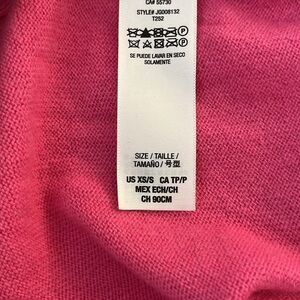 CA# 55730
STYLE# JG008132
T252
SE PUEDE LAVAR EN SECO
SOLAMENTE
SIZE / TAILLE /
TAMAÑO / 号型
US XS/S CA TP/P
MEX ECH/CH
CH 90CM